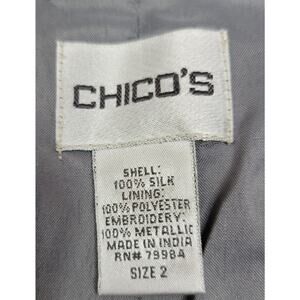 CHICO'S
SHELL:
100% SILK
LINING:
100% POLYESTER
EMBROIDERY:
100% METALLIC
MADE IN INDIA
RN# 79984
SIZE 2